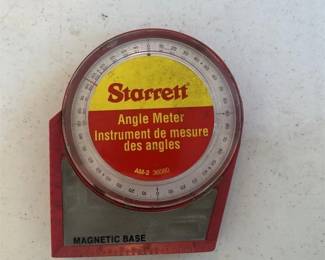 Starrett
Angle Meter
Instrument de mesure
des angles
AM-2 36080
MAGNETIC BASE